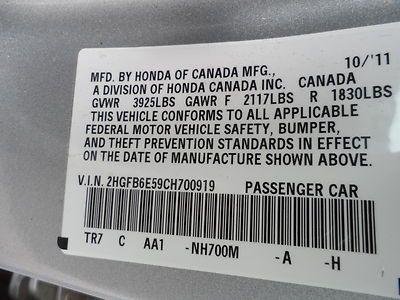 10/'11
MFD. BY HONDA OF CANADA MFG.,
A DIVISION OF HONDA CANADA INC. CANADA
GVWR 3925LBS GAWR F 2117LBS R 1830LBS
THIS VEHICLE CONFORMS TO ALL APPLICABLE
FEDERAL MOTOR VEHICLE SAFETY, BUMPER,
AND THEFT PREVENTION STANDARDS IN EFFECT
ON THE DATE OF MANUFACTURE SHOWN ABOVE.
V.I.N. 2HGFB6E59CH700919 PASSENGER CAR
TR7 C AA1 -NH700M -A -H